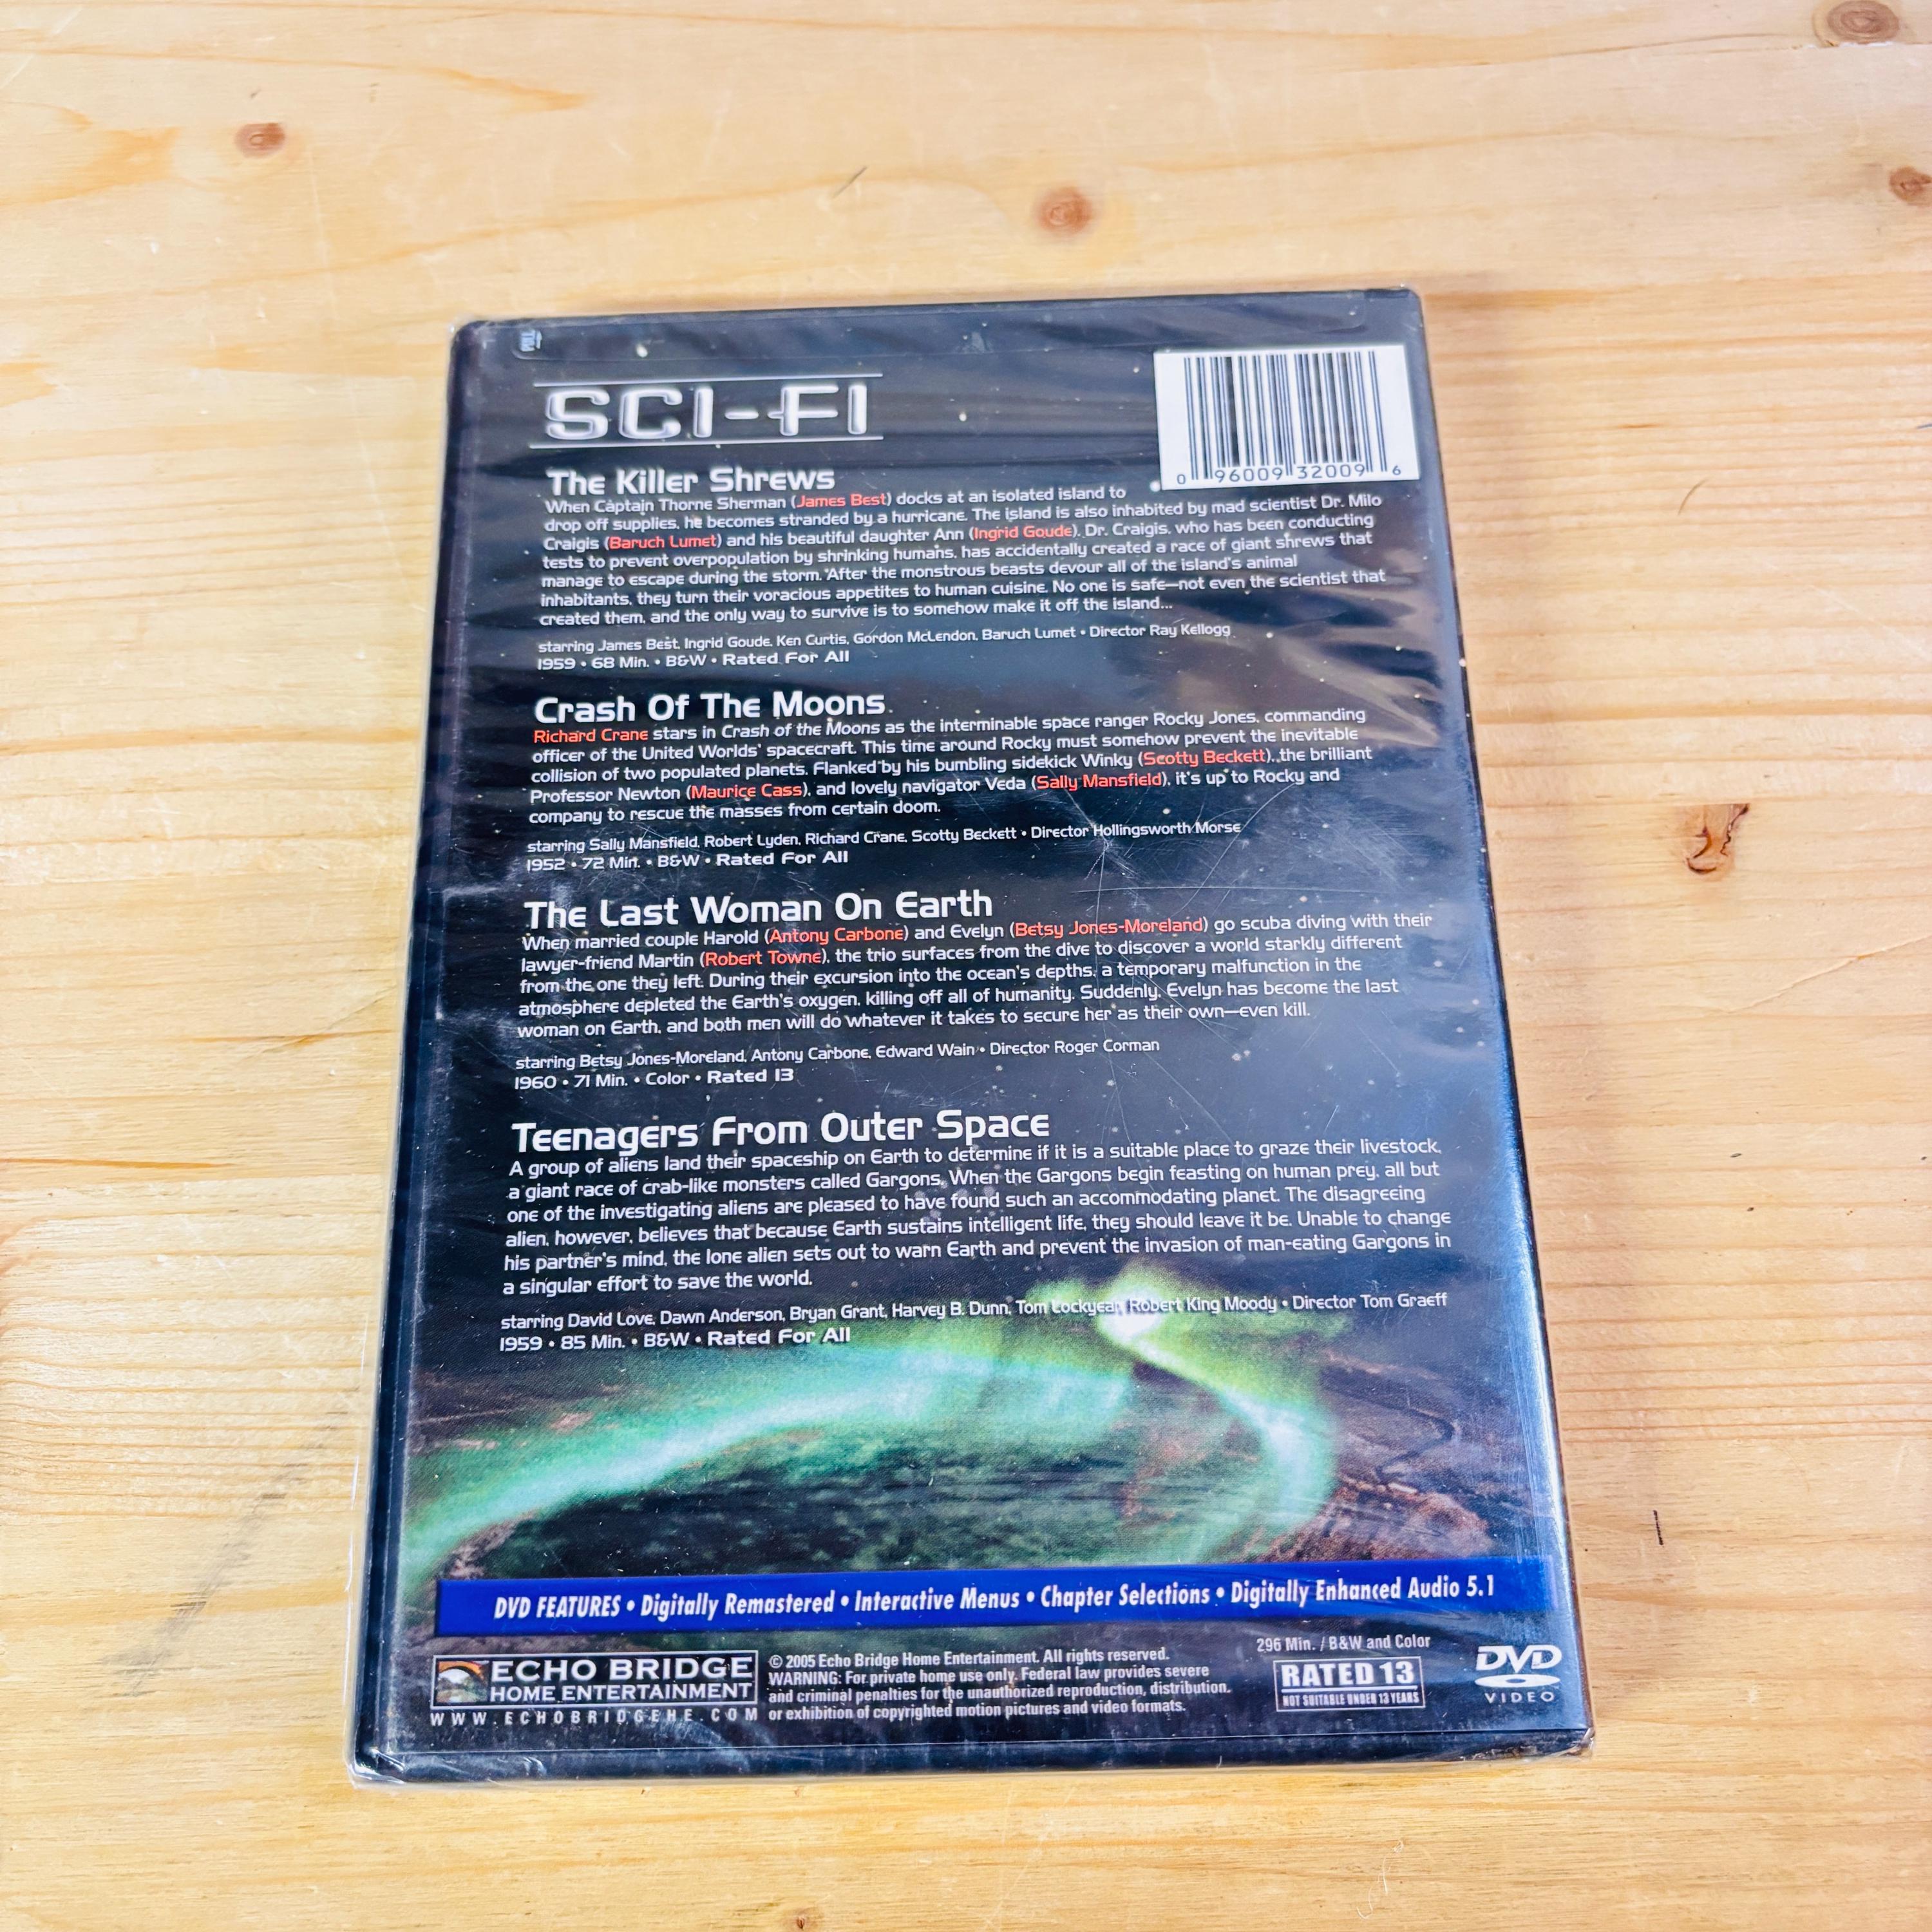 SCI-FI
0 96009 32009 6
The Killer Shrews
When Captain Thorne Sherman (James Best) docks at an isolated island to
drop off supplies, he becomes stranded by a hurricane. The island is also inhabited by mad scientist Dr. Milo
Craigis (Baruch Lumet) and his beautiful daughter Ann (Ingrid Goude). Dr. Craigis, who has been conducting
tests to prevent overpopulation by shrinking humans, has accidentally created a race of giant shrews that
manage to escape during the storm. After the monstrous beasts devour all of the island's animal
inhabitants, they turn their voracious appetites to human cuisine. No one is safe—not even the scientist that
created them, and the only way to survive is to somehow make it off the island...
starring James Best, Ingrid Goude, Ken Curtis, Gordon McLendon, Baruch Lumet • Director Ray Kellogg
1959 • 68 Min. • B&W • Rated For All
Crash Of The Moons
Richard Crane stars in Crash of the Moons as the interminable space ranger Rocky Jones, commanding
officer of the United Worlds' spacecraft. This time around Rocky must somehow prevent the inevitable
collision of two populated planets. Flanked by his bumbling sidekick Winky (Scotty Beckett), the brilliant
Professor Newton (Maurice Cass), and lovely navigator Veda (Sally Mansfield), it's up to Rocky and
company to rescue the masses from certain doom.
starring Sally Mansfield, Robert Lyden, Richard Crane, Scotty Beckett • Director Hollingsworth Morse
1952 • 72 Min. • B&W • Rated For All
The Last Woman On Earth
When married couple Harold (Antony Carbone) and Evelyn (Betsy Jones-Moreland) go scuba diving with their
lawyer-friend Martin (Robert Towne), the trio surfaces from the dive to discover a world starkly different
from the one they left. During their excursion into the ocean's depths, a temporary malfunction in the
atmosphere depleted the Earth's oxygen, killing off all of humanity. Suddenly, Evelyn has become the last
woman on Earth, and both men will do whatever it takes to secure her as their own—even kill.
starring Betsy Jones-Moreland, Antony Carbone, Edward Wain • Director Roger Corman
1960 • 71 Min. • Color • Rated 13
Teenagers From Outer Space
A group of aliens land their spaceship on Earth to determine if it is a suitable place to graze their livestock,
a giant race of crab-like monsters called Gargons. When the Gargons begin feasting on human prey, all but
one of the investigating aliens are pleased to have found such an accommodating planet. The disagreeing
alien, however, believes that because Earth sustains intelligent life, they should leave it be. Unable to change
his partner's mind, the lone alien sets out to warn Earth and prevent the invasion of man-eating Gargons in
a singular effort to save the world.
starring David Love, Dawn Anderson, Bryan Grant, Harvey B. Dunn, Tom Lockyear, Robert King Moody • Director Tom Graeff
1959 • 85 Min. • B&W • Rated For All
DVD FEATURES • Digitally Remastered • Interactive Menus • Chapter Selections • Digitally Enhanced Audio 5.1
ECHO BRIDGE
HOME ENTERTAINMENT
WWW.ECHOBRIDGEHE.COM
© 2005 Echo Bridge Home Entertainment. All rights reserved.
WARNING: For private home use only. Federal law provides severe
and criminal penalties for the unauthorized reproduction, distribution,
or exhibition of copyrighted motion pictures and video formats.
296 Min. / B&W and Color
RATED 13
NOT SUITABLE UNDER 13 YEARS
DVD
VIDEO